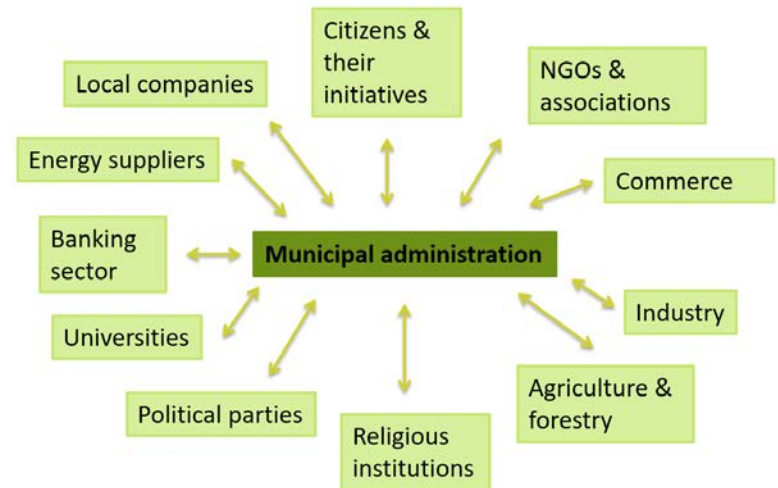 Citizens &
their
initiatives
NGOs &
associations
Local companies
Energy suppliers
Commerce
Banking
sector
Municipal administration
Industry
Universities
Agriculture &
forestry
Political parties
Religious
institutions